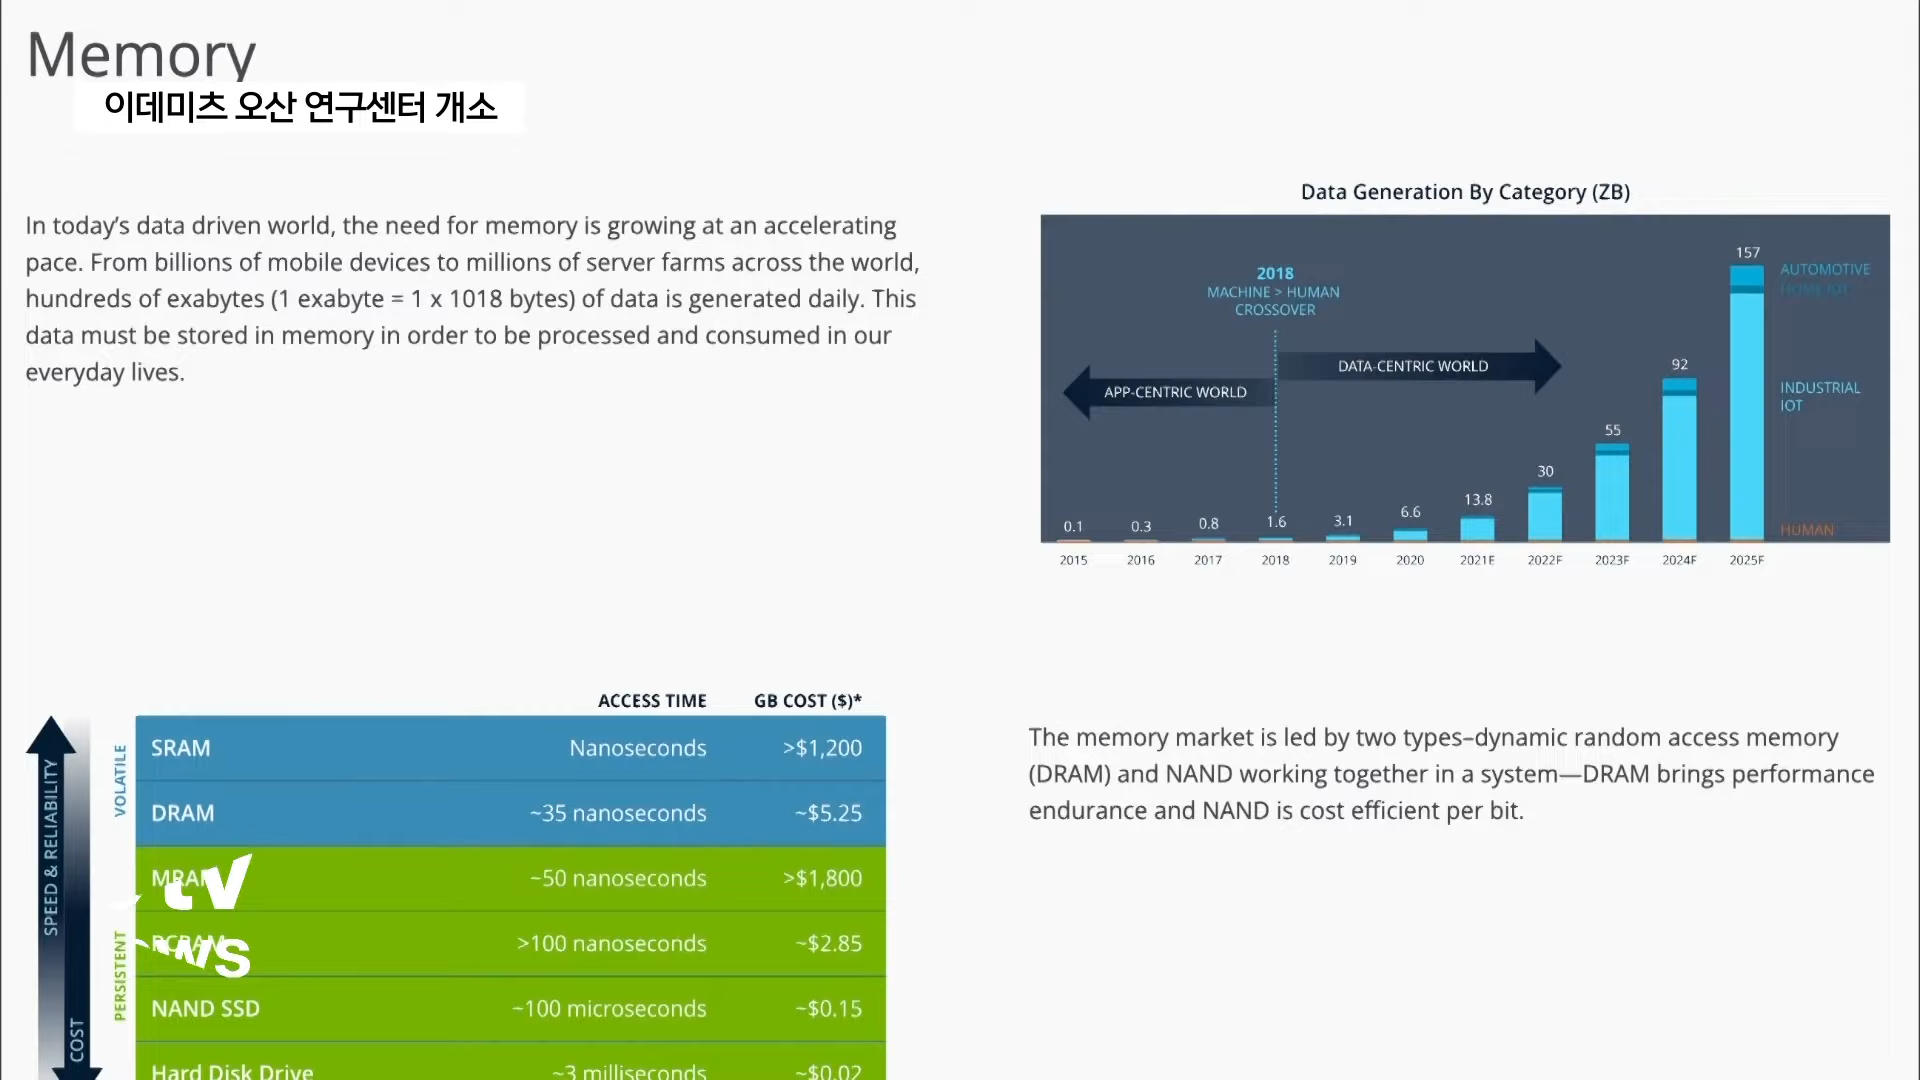 Memory
이데미츠 오산 연구센터 개소
In today's data driven world, the need for memory is growing at an accelerating
pace. From billions of mobile devices to millions of server farms across the world,
hundreds of exabytes (1 exabyte = 1 x 1018 bytes) of data is generated daily. This
data must be stored in memory in order to be processed and consumed in our
everyday lives.
Data Generation By Category (ZB)
157
AUTOMOTIVE
HOME IOT
2018
MACHINE > HUMAN
CROSSOVER
DATA-CENTRIC WORLD
APP-CENTRIC WORLD
92
INDUSTRIAL
IOT
55
30
13.8
6.6
3.1
1.6
0.8
0.3
0.1
HUMAN
2015 2016 2017 2018 2019 2020 2021E 2022F 2023F 2024F 2025F
ACCESS TIME GB COST ($)*
SPEED & RELIABILITY
COST
VOLATILE
PERSISTENT
SRAM Nanoseconds >$1,200
DRAM ~35 nanoseconds ~$5.25
MRAM ~50 nanoseconds >$1,800
PCRAM >100 nanoseconds ~$2.85
NAND SSD ~100 microseconds ~$0.15
Hard Disk Drive ~3 milliseconds ~$0.02
The memory market is led by two types–dynamic random access memory
(DRAM) and NAND working together in a system—DRAM brings performance
endurance and NAND is cost efficient per bit.